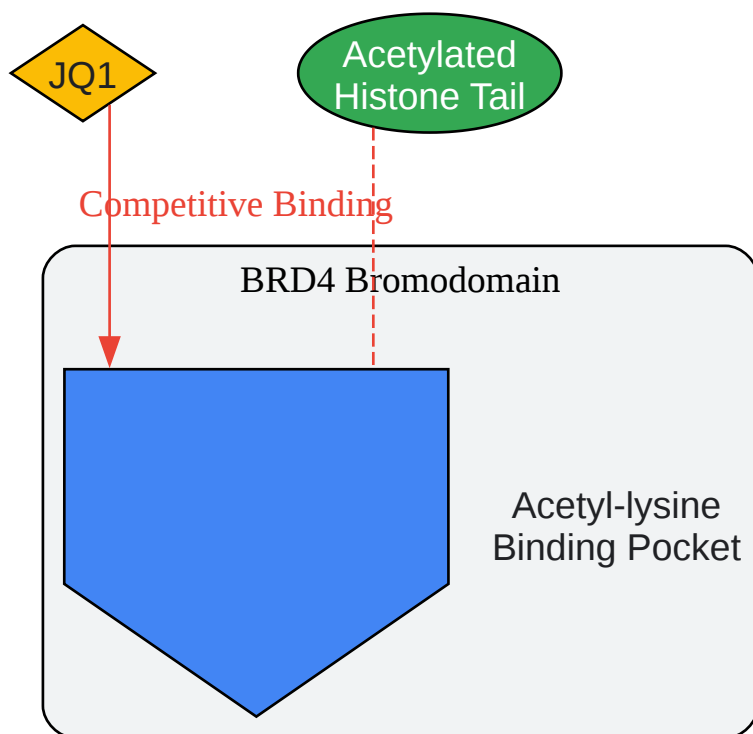 JQ1
Acetylated
Histone Tail
Competitive Binding
BRD4 Bromodomain
Acetyl-lysine
Binding Pocket